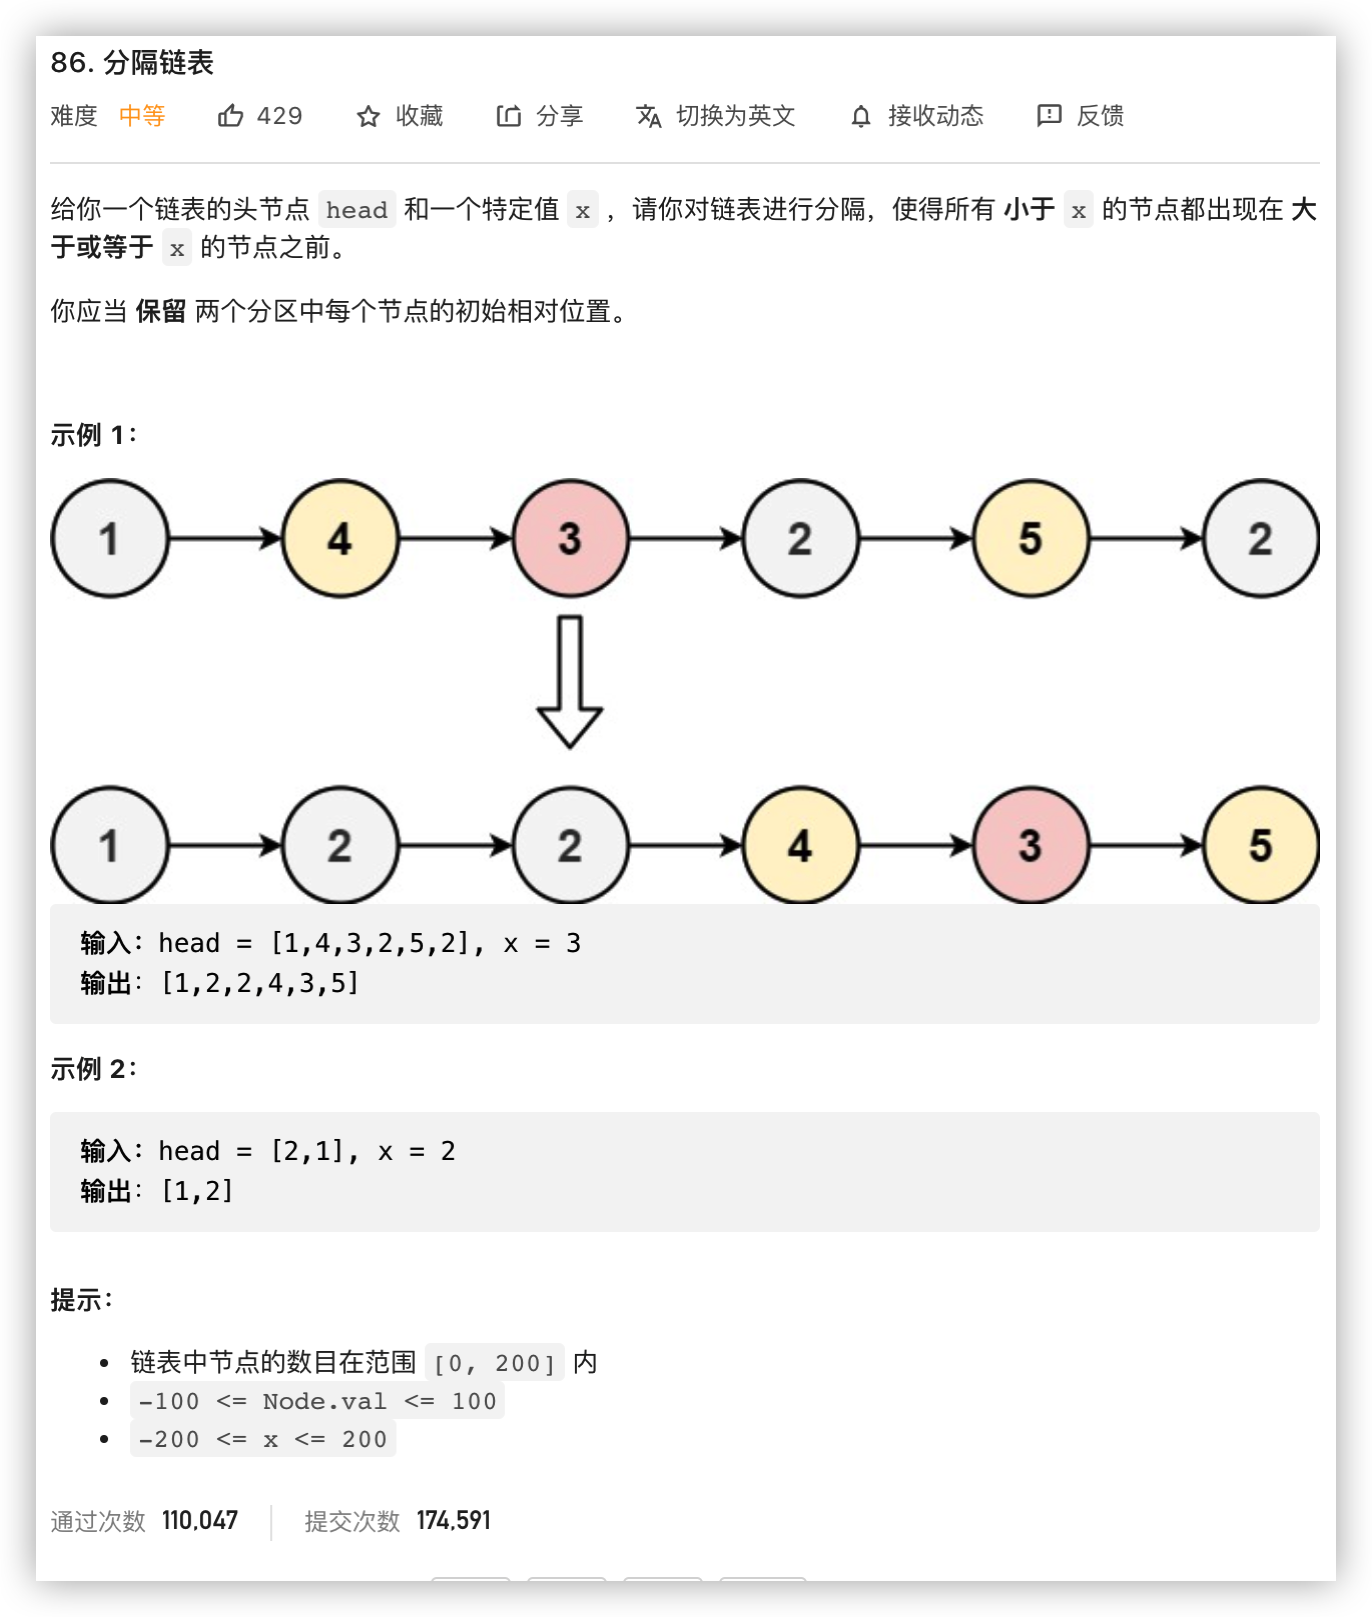 86. 分隔链表
难度 中等 429 收藏 分享 切换为英文 接收动态 反馈
给你一个链表的头节点 head 和一个特定值 x ，请你对链表进行分隔，使得所有 小于 x 的节点都出现在 大
于或等于 x 的节点之前。
你应当 保留 两个分区中每个节点的初始相对位置。
示例 1：
1 4 3 2 5 2
1 2 2 4 3 5
输入：head = [1,4,3,2,5,2], x = 3
输出：[1,2,2,4,3,5]
示例 2：
输入：head = [2,1], x = 2
输出：[1,2]
提示：
• 链表中节点的数目在范围 [0, 200] 内
• -100 <= Node.val <= 100
• -200 <= x <= 200
通过次数 110,047 提交次数 174,591